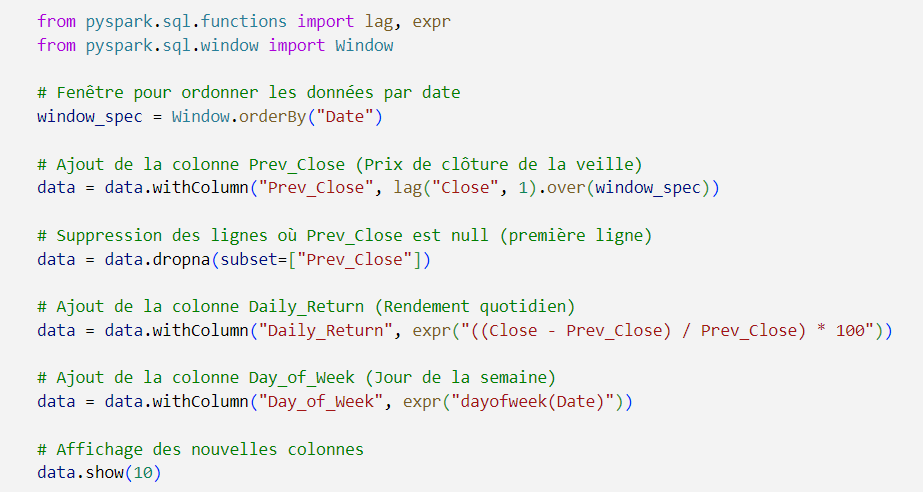 from pyspark.sql.functions import lag, expr
from pyspark.sql.window import Window
# Fenêtre pour ordonner les données par date
window_spec = Window.orderBy("Date")
# Ajout de la colonne Prev_Close (Prix de clôture de la veille)
data = data.withColumn("Prev_Close", lag("Close", 1).over(window_spec))
# Suppression des lignes où Prev_Close est null (première ligne)
data = data.dropna(subset=["Prev_Close"])
# Ajout de la colonne Daily_Return (Rendement quotidien)
data = data.withColumn("Daily_Return", expr("((Close - Prev_Close) / Prev_Close) * 100"))
# Ajout de la colonne Day_of_Week (Jour de la semaine)
data = data.withColumn("Day_of_Week", expr("dayofweek(Date)"))
# Affichage des nouvelles colonnes
data.show(10)